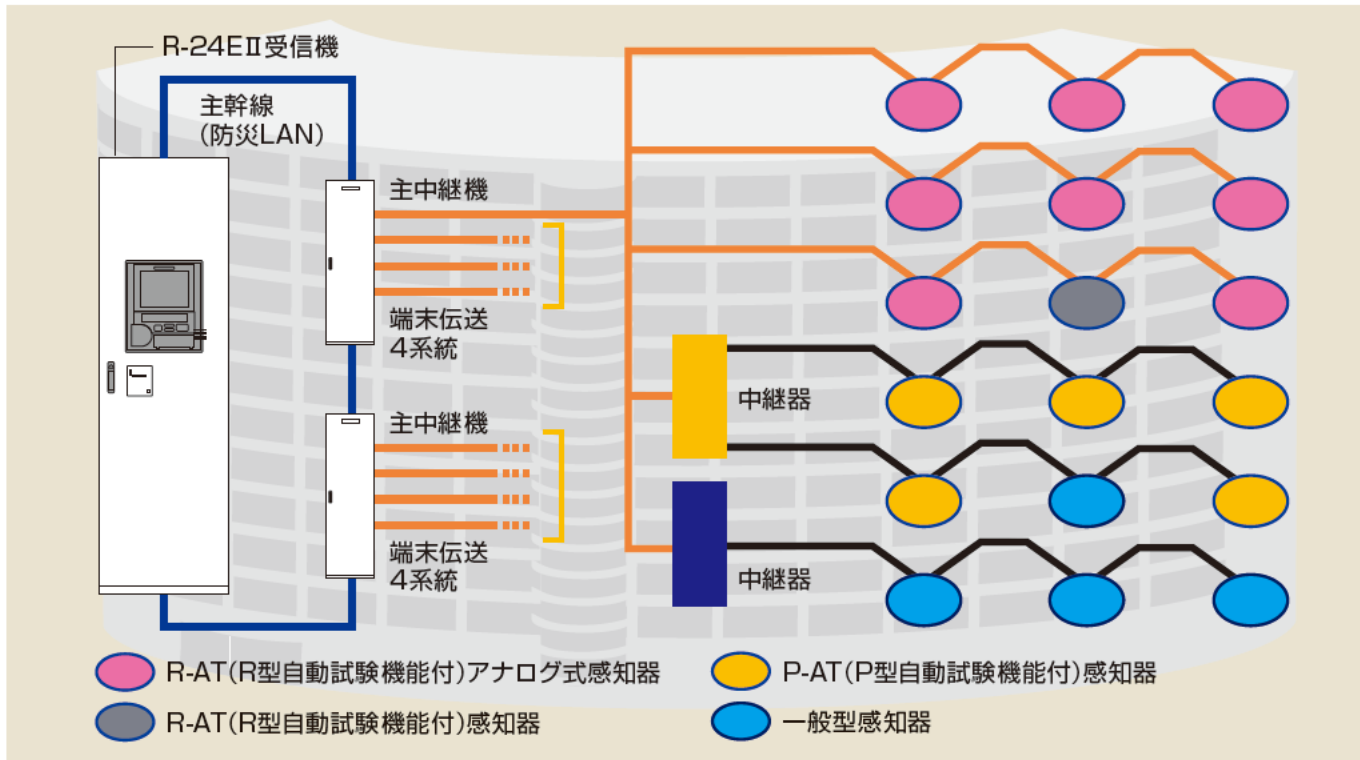 R-24EⅡ受信機
主幹線
(防災LAN)
主中継機
端末伝送
4系統
主中継機
端末伝送
4系統
中継器
中継器
R-AT(R型自動試験機能付)アナログ式感知器
P-AT(P型自動試験機能付)感知器
R-AT(R型自動試験機能付)感知器
一般型感知器